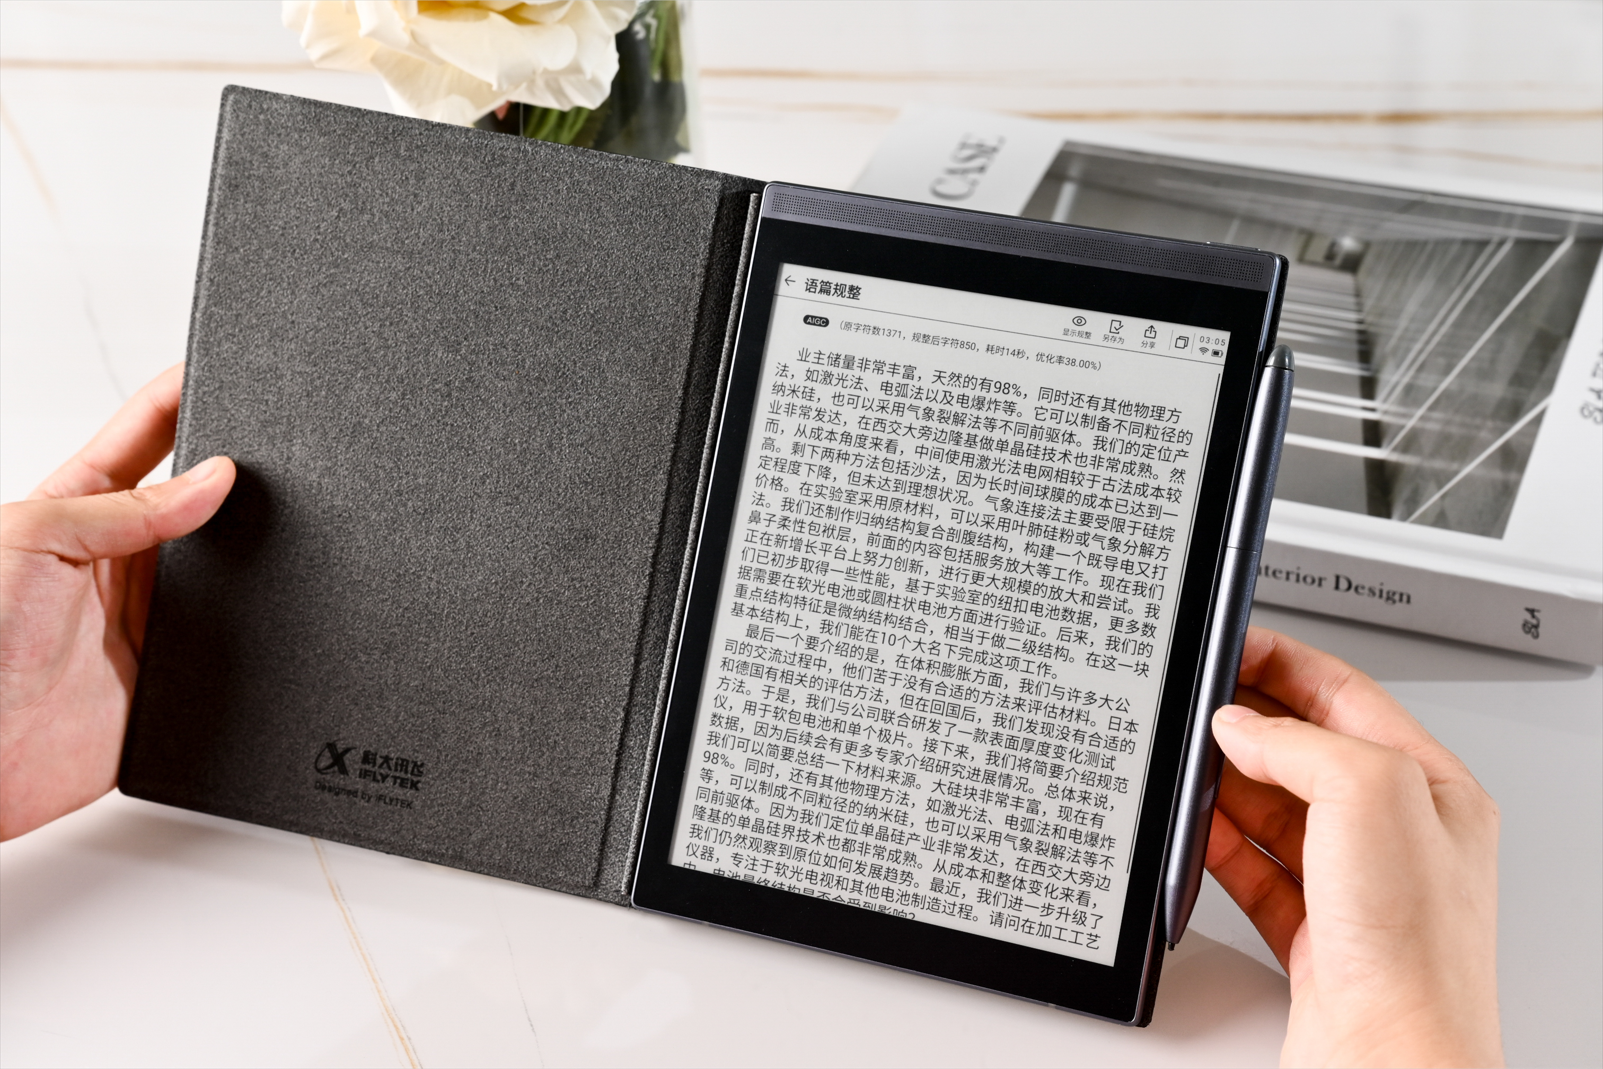 CASE
语篇规整
显示规整
另存为
分享
03:05
AIGC
（原字符数1371，规整后字符850，耗时14秒，优化率38.00%）
业主储量非常丰富，天然的有98%，同时还有其他物理方
法，如激光法、电弧法以及电爆炸等。它可以制备不同粒径的
纳米硅，也可以采用气象裂解法等不同前驱体。我们的定位产
业非常发达，在西交大旁边隆基做单晶硅技术也非常成熟。然
而，从成本角度来看，中间使用激光法电网相较于古法成本较
高。剩下两种方法包括沙法，因为长时间球膜的成本已达到一
定程度下降，但未达到理想状况。气象连接法主要受限于硅烷
价格。在实验室采用原材料，可以采用叶肺硅粉或气象分解方
法。我们还制作归纳结构复合剖腹结构，构建一个既导电又打
鼻子柔性包袱层，前面的内容包括服务放大等工作。现在我们
正在新增长平台上努力创新，进行更大规模的放大和尝试。我
们已初步取得一些性能，基于实验室的纽扣电池数据，更多数
据需要在软光电池或圆柱状电池方面进行验证。后来，我们的
重点结构特征是微纳结构结合，相当于做二级结构。在这一块
基本结构上，我们能在10个大名下完成这项工作。
最后一个要介绍的是，在体积膨胀方面，我们与许多大公
司的交流过程中，他们苦于没有合适的方法来评估材料。日本
和德国有相关的评估方法，但在回国后，我们发现没有合适的
方法。于是，我们与公司联合研发了一款表面厚度变化测试
仪，用于软包电池和单个极片。接下来，我们将简要介绍规范
数据，因为后续会有更多专家介绍研究进展情况。总体来说，
我们可以简要总结一下材料来源。大硅块非常丰富，现在有
98%。同时，还有其他物理方法，如激光法、电弧法和电爆炸
等，可以制成不同粒径的纳米硅，也可以采用气象裂解法等不
同前驱体。因为我们定位单晶硅产业非常发达，在西交大旁边
隆基的单晶硅界技术也都非常成熟。从成本和整体变化来看，
我们仍然观察到原位如何发展趋势。最近，我们进一步升级了
仪器，专注于软光电视和其他电池制造过程。请问在加工工艺
中，电池最终结构是否会受到影响？
科大讯飞
iFLYTEK
Designed by iFLYTEK
nterior Design